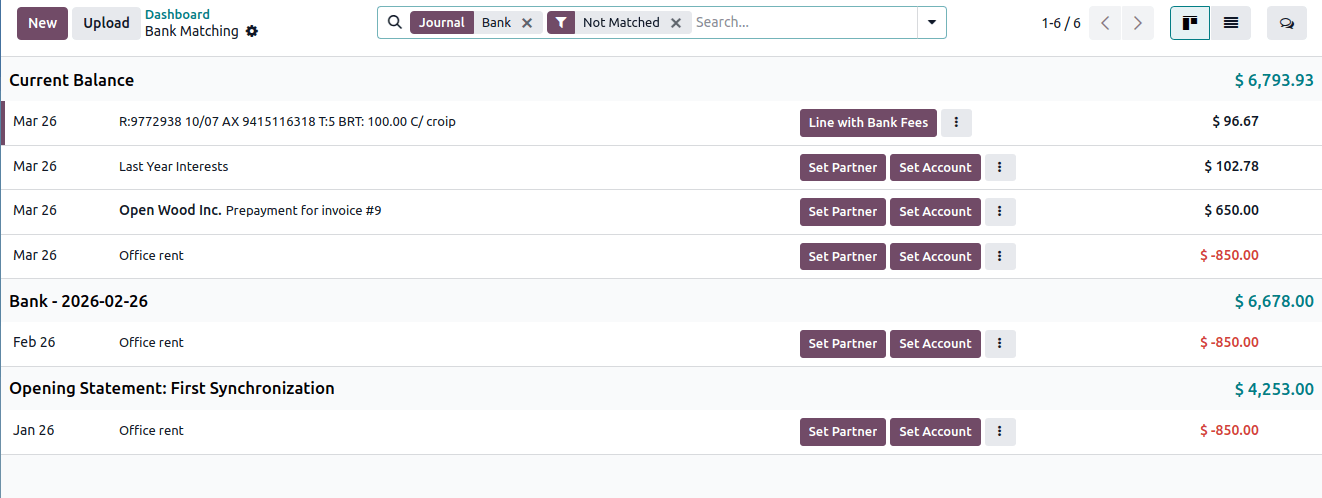 New Upload Dashboard
Bank Matching
Journal Bank Not Matched Search... 1-6 / 6
Current Balance $ 6,793.93
Mar 26 R:9772938 10/07 AX 9415116318 T:5 BRT: 100.00 C/ croip Line with Bank Fees $ 96.67
Mar 26 Last Year Interests Set Partner Set Account $ 102.78
Mar 26 Open Wood Inc. Prepayment for invoice #9 Set Partner Set Account $ 650.00
Mar 26 Office rent Set Partner Set Account $ -850.00
Bank - 2026-02-26 $ 6,678.00
Feb 26 Office rent Set Partner Set Account $ -850.00
Opening Statement: First Synchronization $ 4,253.00
Jan 26 Office rent Set Partner Set Account $ -850.00